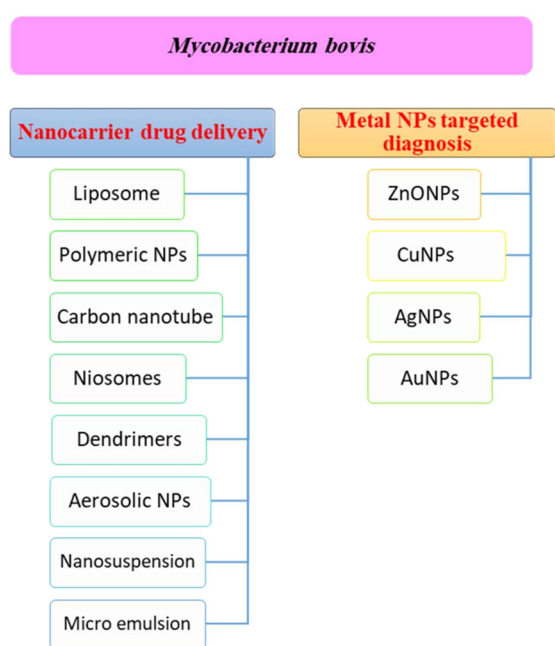 Mycobacterium bovis
Nanocarrier drug delivery
Liposome
Polymeric NPs
Carbon nanotube
Niosomes
Dendrimers
Aerosolic NPs
Nanosuspension
Micro emulsion
Metal NPs targeted
diagnosis
ZnONPs
CuNPs
AgNPs
AuNPs